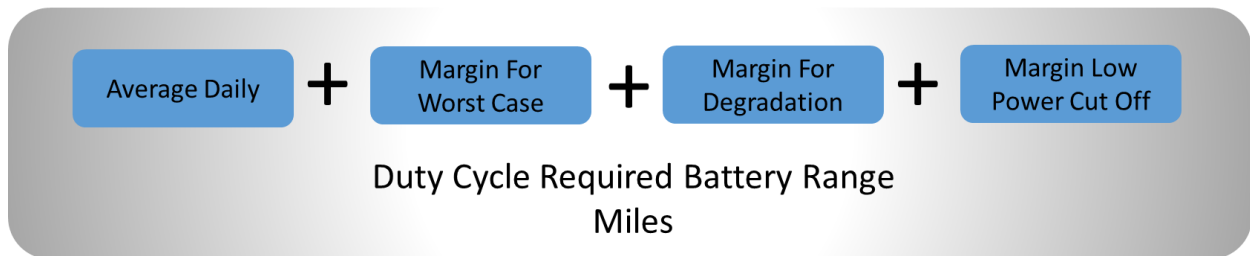 Average Daily
+
Margin For
Worst Case
+
Margin For
Degradation
+
Margin Low
Power Cut Off
Duty Cycle Required Battery Range
Miles